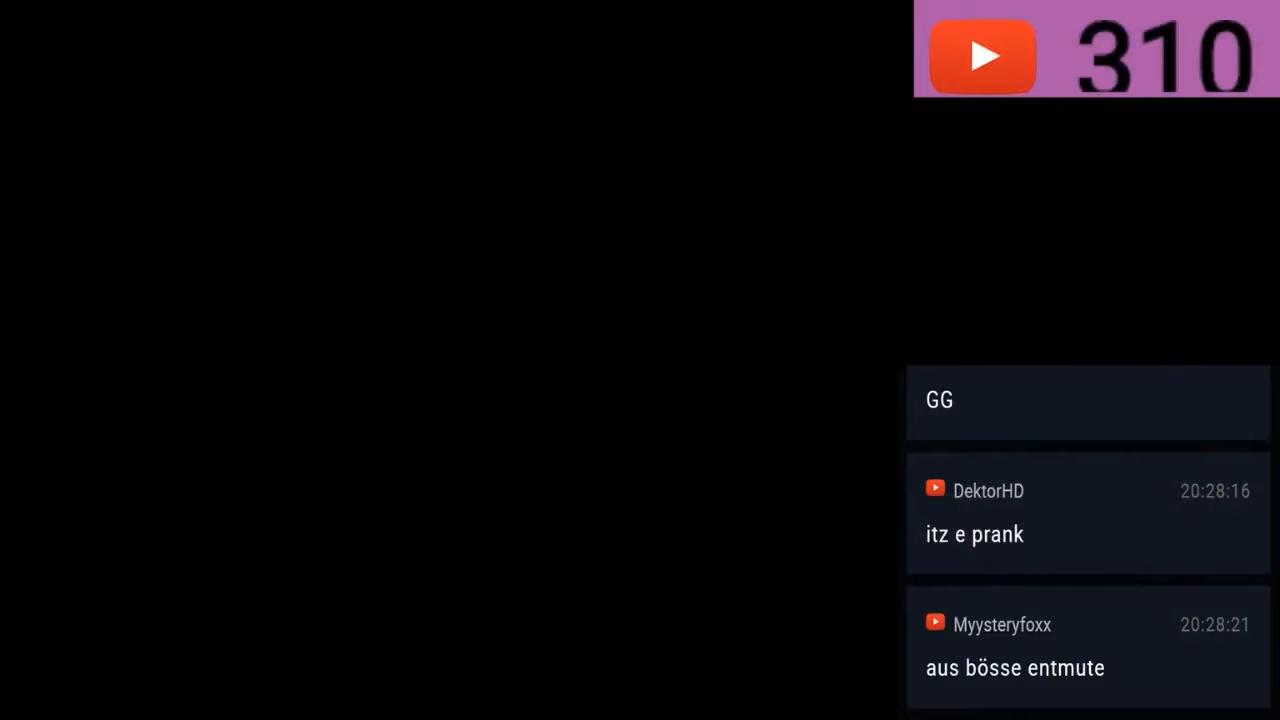 310
GG
DektorHD 20:28:16
itz e prank
Myysteryfoxx 20:28:21
aus bösse entmute